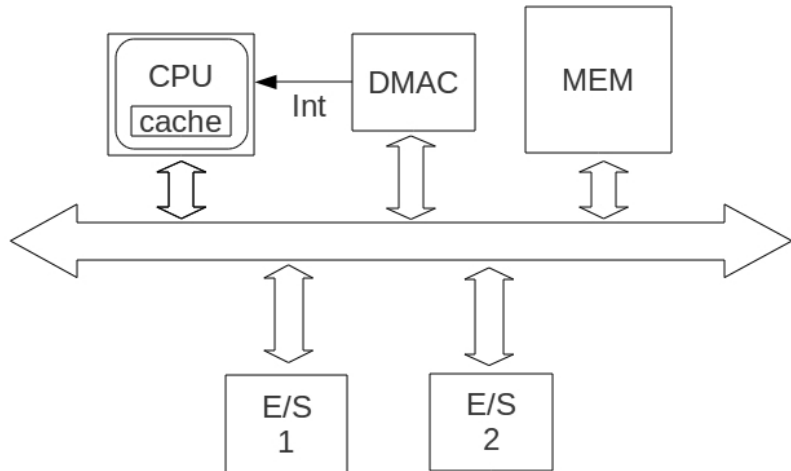 CPU
cache
Int
DMAC
MEM
E/S
1
E/S
2